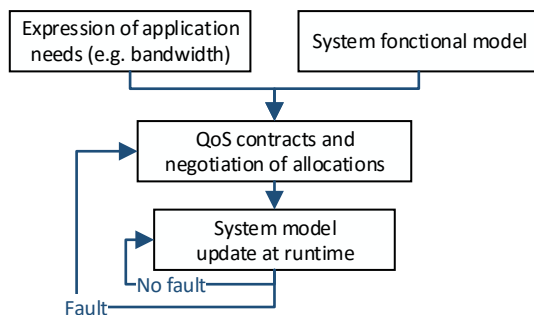 Expression of application
needs (e.g. bandwidth)
System fonctional model
QoS contracts and
negotiation of allocations
System model
update at runtime
No fault
Fault